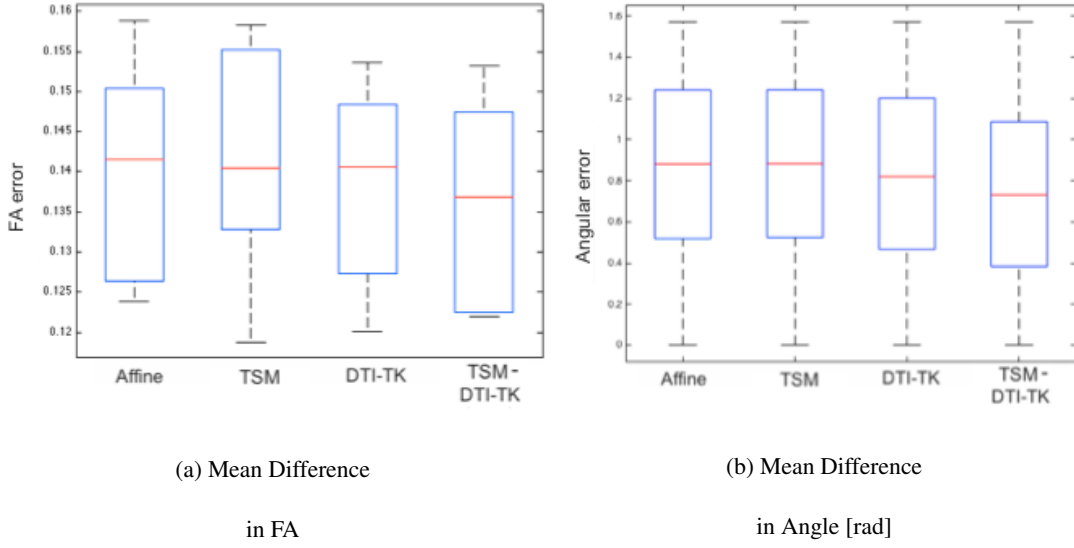 0.16
0.155
0.15
0.145
0.14
0.135
0.13
0.125
0.12
FA error
Affine
TSM
DTI-TK
TSM -
DTI-TK
1.6
1.4
1.2
1
0.8
0.6
0.4
0.2
0
Angular error
Affine
TSM
DTI-TK
TSM -
DTI-TK
(a) Mean Difference
in FA
(b) Mean Difference
in Angle [rad]